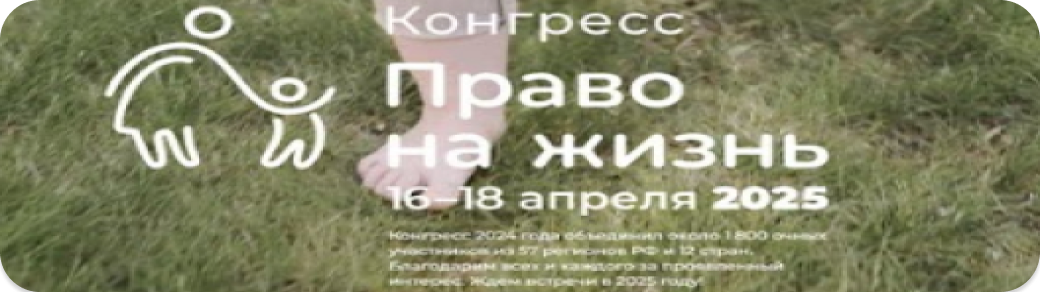 Конгресс
Право
на жизнь
16–18 апреля 2025
Конгресс 2024 года объединил около 1 800 очных
участников из 57 регионов РФ и 12 стран.
Благодарим всех и каждого за проявленный
интерес. Ждем встречи в 2025 году!